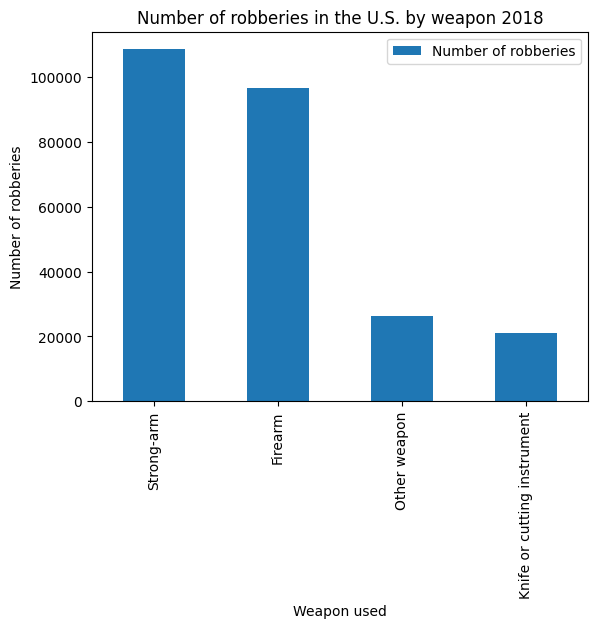 Number of robberies in the U.S. by weapon 2018
Number of robberies
Number of robberies
100000
80000
60000
40000
20000
0
Strong-arm
Firearm
Other weapon
Knife or cutting instrument
Weapon used